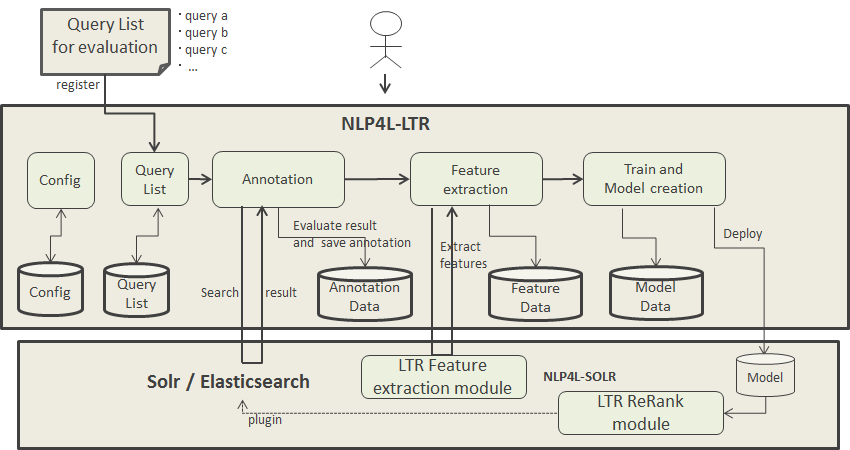 Query List
for evaluation
· query a
· query b
· query c
· ...
register
NLP4L-LTR
Config
Query
List
Annotation
Feature
extraction
Train and
Model creation
Evaluate result
and save annotation
Extract
features
Deploy
Config
Query
List
Search
result
Annotation
Data
Feature
Data
Model
Data
Solr / Elasticsearch
LTR Feature
extraction module
NLP4L-SOLR
Model
LTR ReRank
module
plugin